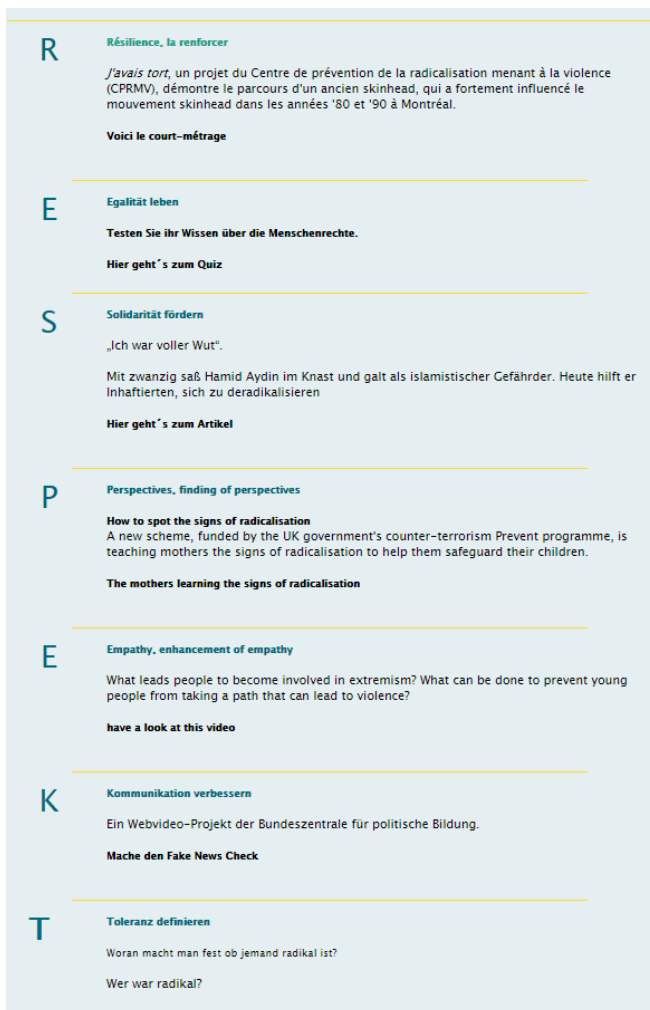 R
Résilience, la renforcer
J'avais tort, un projet du Centre de prévention de la radicalisation menant à la violence
(CPRMV), démontre le parcours d'un ancien skinhead, qui a fortement influencé le
mouvement skinhead dans les années '80 et '90 à Montréal.
Voici le court-métrage
E
Egalität leben
Testen Sie ihr Wissen über die Menschenrechte.
Hier geht´s zum Quiz
S
Solidarität fördern
„Ich war voller Wut“.
Mit zwanzig saß Hamid Aydin im Knast und galt als islamistischer Gefährder. Heute hilft er
Inhaftierten, sich zu deradikalisieren
Hier geht´s zum Artikel
P
Perspectives, finding of perspectives
How to spot the signs of radicalisation
A new scheme, funded by the UK government's counter-terrorism Prevent programme, is
teaching mothers the signs of radicalisation to help them safeguard their children.
The mothers learning the signs of radicalisation
E
Empathy, enhancement of empathy
What leads people to become involved in extremism? What can be done to prevent young
people from taking a path that can lead to violence?
have a look at this video
K
Kommunikation verbessern
Ein Webvideo-Projekt der Bundeszentrale für politische Bildung.
Mache den Fake News Check
T
Toleranz definieren
Woran macht man fest ob jemand radikal ist?
Wer war radikal?